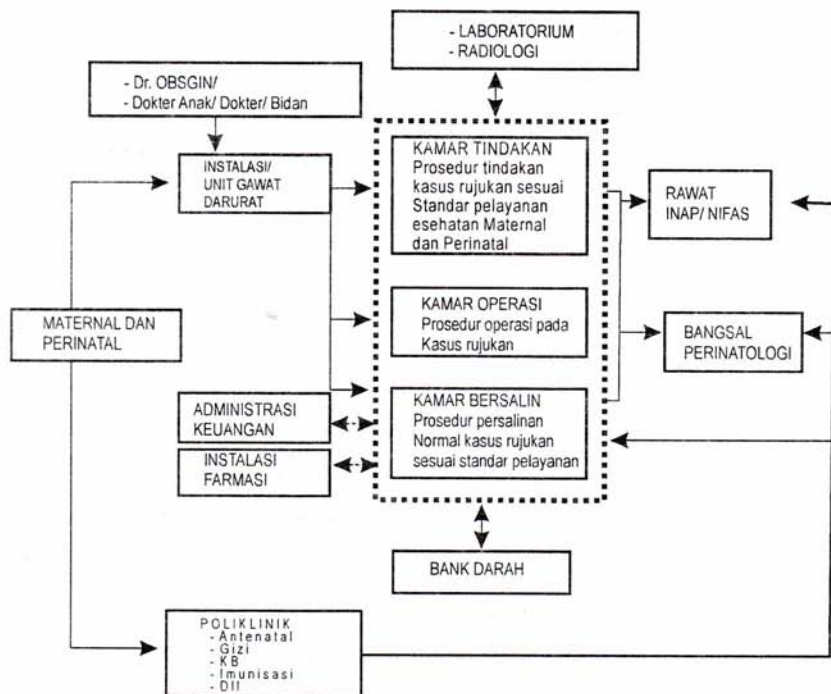 - LABORATORIUM
- RADIOLOGI
- Dr. OBSGIN/
- Dokter Anak/ Dokter/ Bidan
INSTALASI/
UNIT GAWAT
DARURAT
KAMAR TINDAKAN
Prosedur tindakan
kasus rujukan sesuai
Standar pelayanan
esehatan Maternal
dan Perinatal
RAWAT
INAP/ NIFAS
MATERNAL DAN
PERINATAL
KAMAR OPERASI
Prosedur operasi pada
Kasus rujukan
BANGSAL
PERINATOLOGI
ADMINISTRASI
KEUANGAN
INSTALASI
FARMASI
KAMAR BERSALIN
Prosedur persalinan
Normal kasus rujukan
sesuai standar pelayanan
BANK DARAH
POLIKLINIK
- Antenatal
- Gizi
- KB
- Imunisasi
- Dll